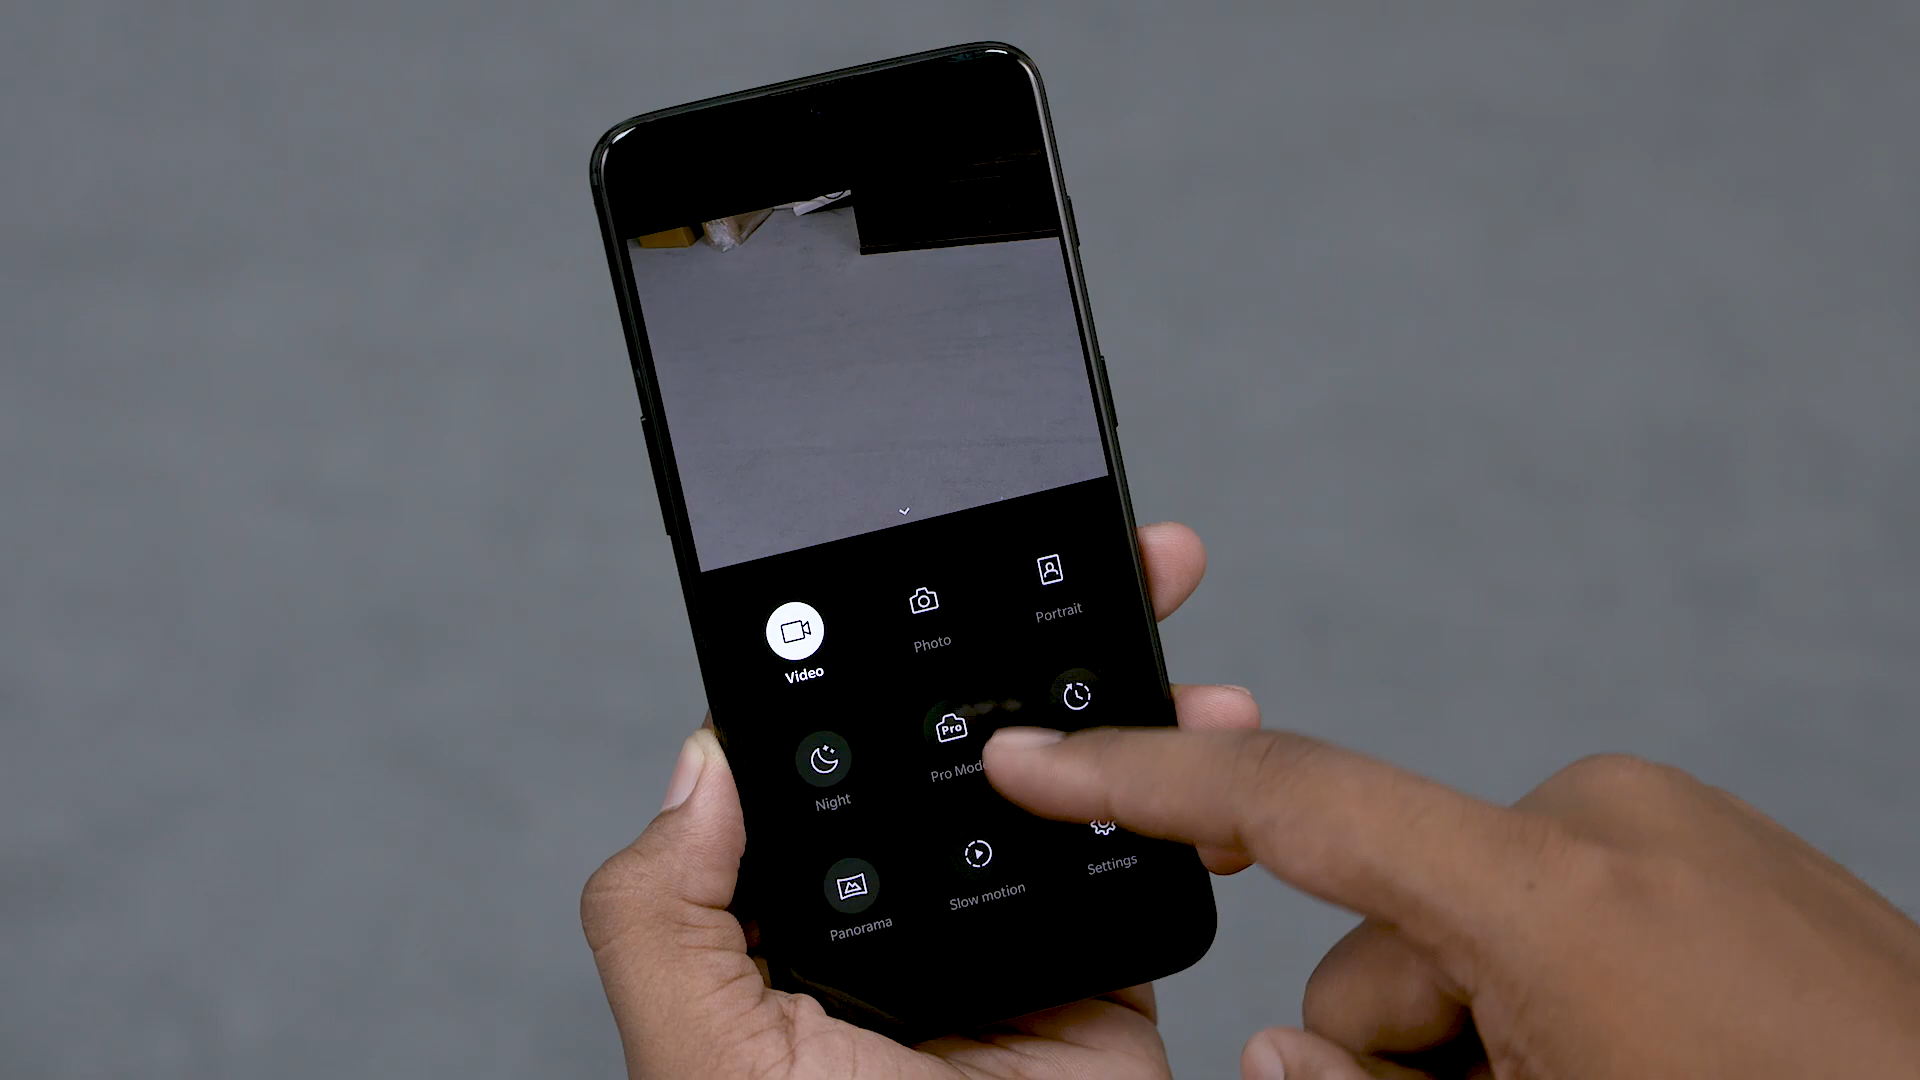 Portrait
Photo
Video
Pro
Pro Mod
Night
Settings
Slow motion
Panorama